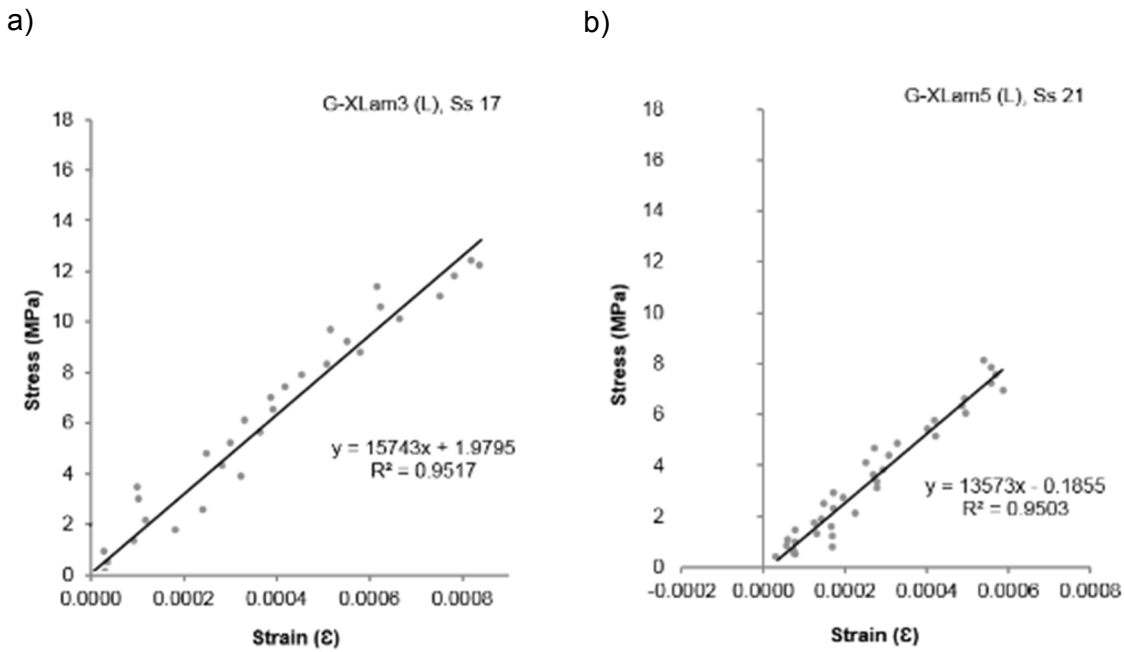 a)
b)
G-XLam3 (L), Ss 17
18
16
14
12
10
8
6
4
2
0
Stress (MPa)
y = 15743x + 1.9795
R² = 0.9517
0.0000 0.0002 0.0004 0.0006 0.0008
Strain (Ɛ)
G-XLam5 (L), Ss 21
18
16
14
12
10
8
6
4
2
0
Stress (MPa)
y = 13573x - 0.1855
R² = 0.9503
-0.0002 0.0000 0.0002 0.0004 0.0006 0.0008
Strain (Ɛ)